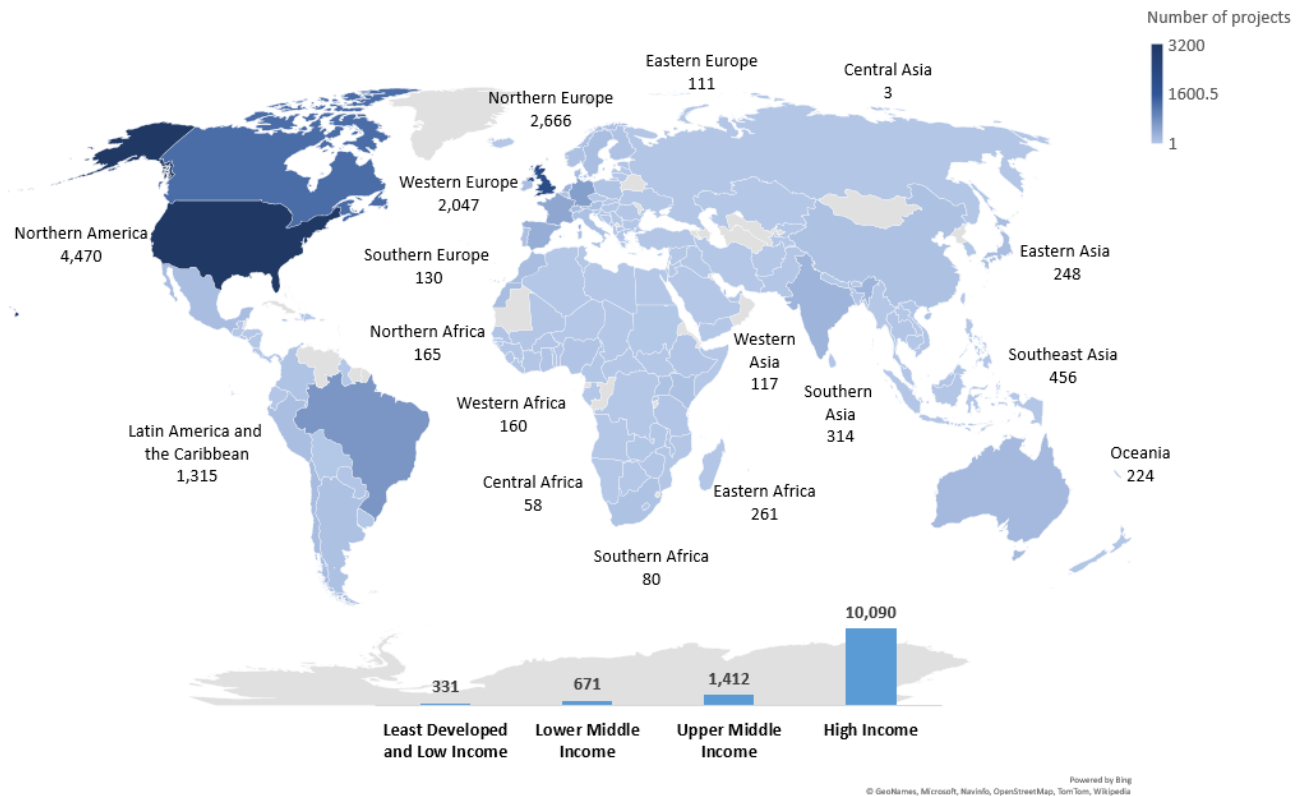 Number of projects
3200
1600.5
1
Eastern Europe
111
Central Asia
3
Northern Europe
2,666
Western Europe
2,047
Northern America
4,470
Southern Europe
130
Eastern Asia
248
Northern Africa
165
Western
Asia
117
Southeast Asia
456
Southern
Asia
314
Western Africa
160
Latin America and
the Caribbean
1,315
Oceania
224
Central Africa
58
Eastern Africa
261
Southern Africa
80
10,090
331
671
1,412
Least Developed
and Low Income
Lower Middle
Income
Upper Middle
Income
High Income
Powered by Bing
© GeoNames, Microsoft, Navinfo, OpenStreetMap, TomTom, Wikipedia